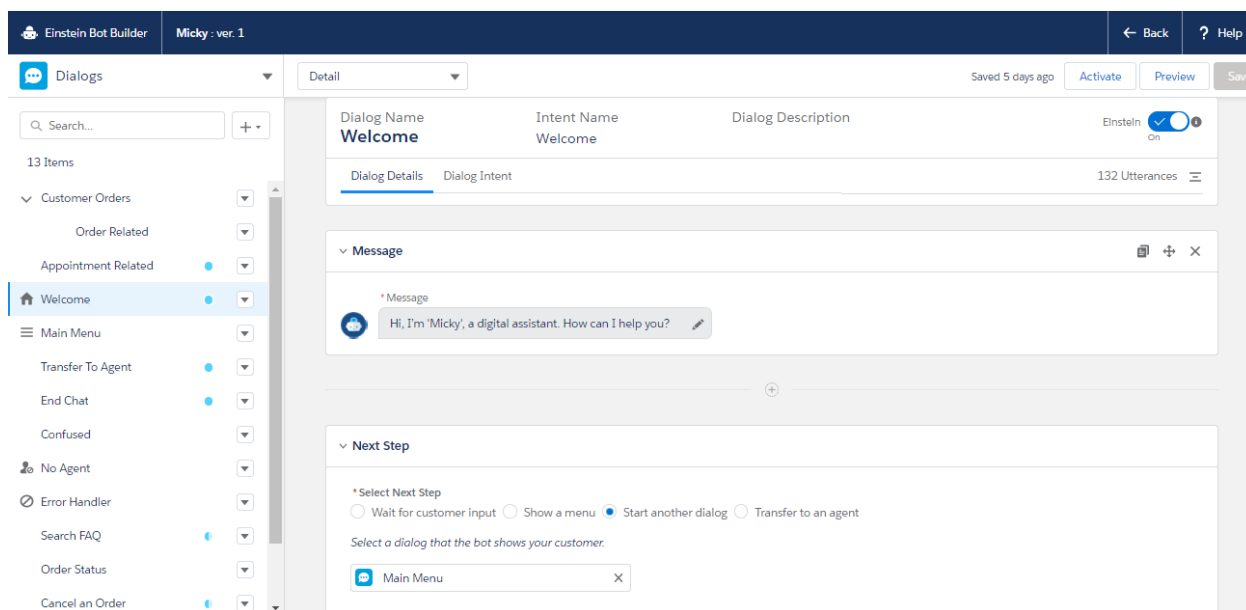 Einstein Bot Builder
Micky : ver. 1
Back
? Help
Dialogs
Detail
Saved 5 days ago
Activate
Preview
Search...
13 Items
Customer Orders
Order Related
Appointment Related
Welcome
Main Menu
Transfer To Agent
End Chat
Confused
No Agent
Error Handler
Search FAQ
Order Status
Cancel an Order
Dialog Name
Welcome
Intent Name
Welcome
Dialog Description
Einstein
On
Dialog Details
Dialog Intent
132 Utterances
Message
*Message
Hi, I'm 'Micky', a digital assistant. How can I help you?
Next Step
*Select Next Step
Wait for customer input
Show a menu
Start another dialog
Transfer to an agent
Select a dialog that the bot shows your customer.
Main Menu